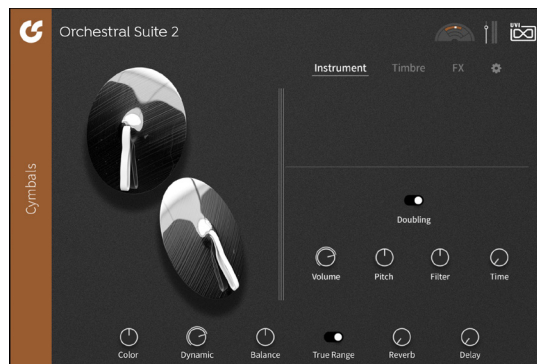 Orchestral Suite 2
UVI
Instrument Timbre FX
Cymbals
Doubling
Volume Pitch Filter Time
Color Dynamic Balance True Range Reverb Delay